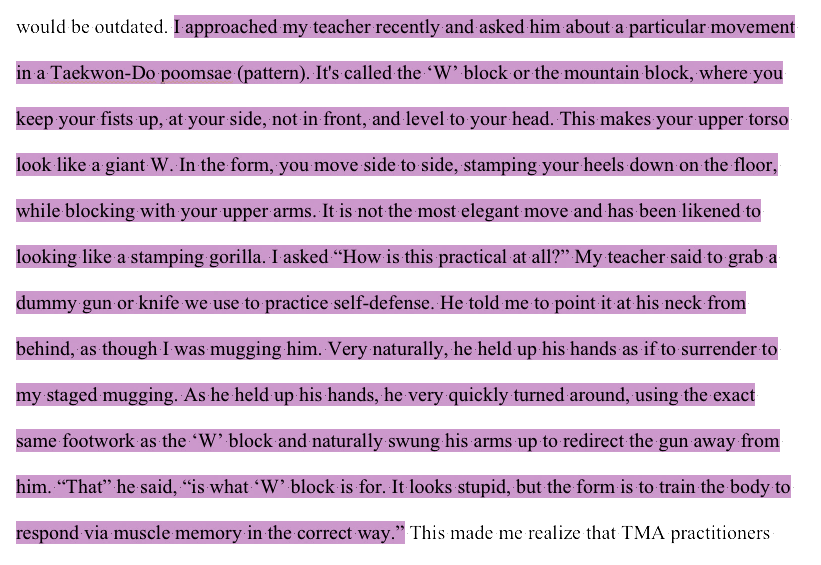 would be outdated. I approached my teacher recently and asked him about a particular movement
in a Taekwon-Do poomsae (pattern). It's called the ‘W’ block or the mountain block, where you
keep your fists up, at your side, not in front, and level to your head. This makes your upper torso
look like a giant W. In the form, you move side to side, stamping your heels down on the floor,
while blocking with your upper arms. It is not the most elegant move and has been likened to
looking like a stamping gorilla. I asked “How is this practical at all?” My teacher said to grab a
dummy gun or knife we use to practice self-defense. He told me to point it at his neck from
behind, as though I was mugging him. Very naturally, he held up his hands as if to surrender to
my staged mugging. As he held up his hands, he very quickly turned around, using the exact
same footwork as the ‘W’ block and naturally swung his arms up to redirect the gun away from
him. “That” he said, “is what ‘W’ block is for. It looks stupid, but the form is to train the body to
respond via muscle memory in the correct way.” This made me realize that TMA practitioners